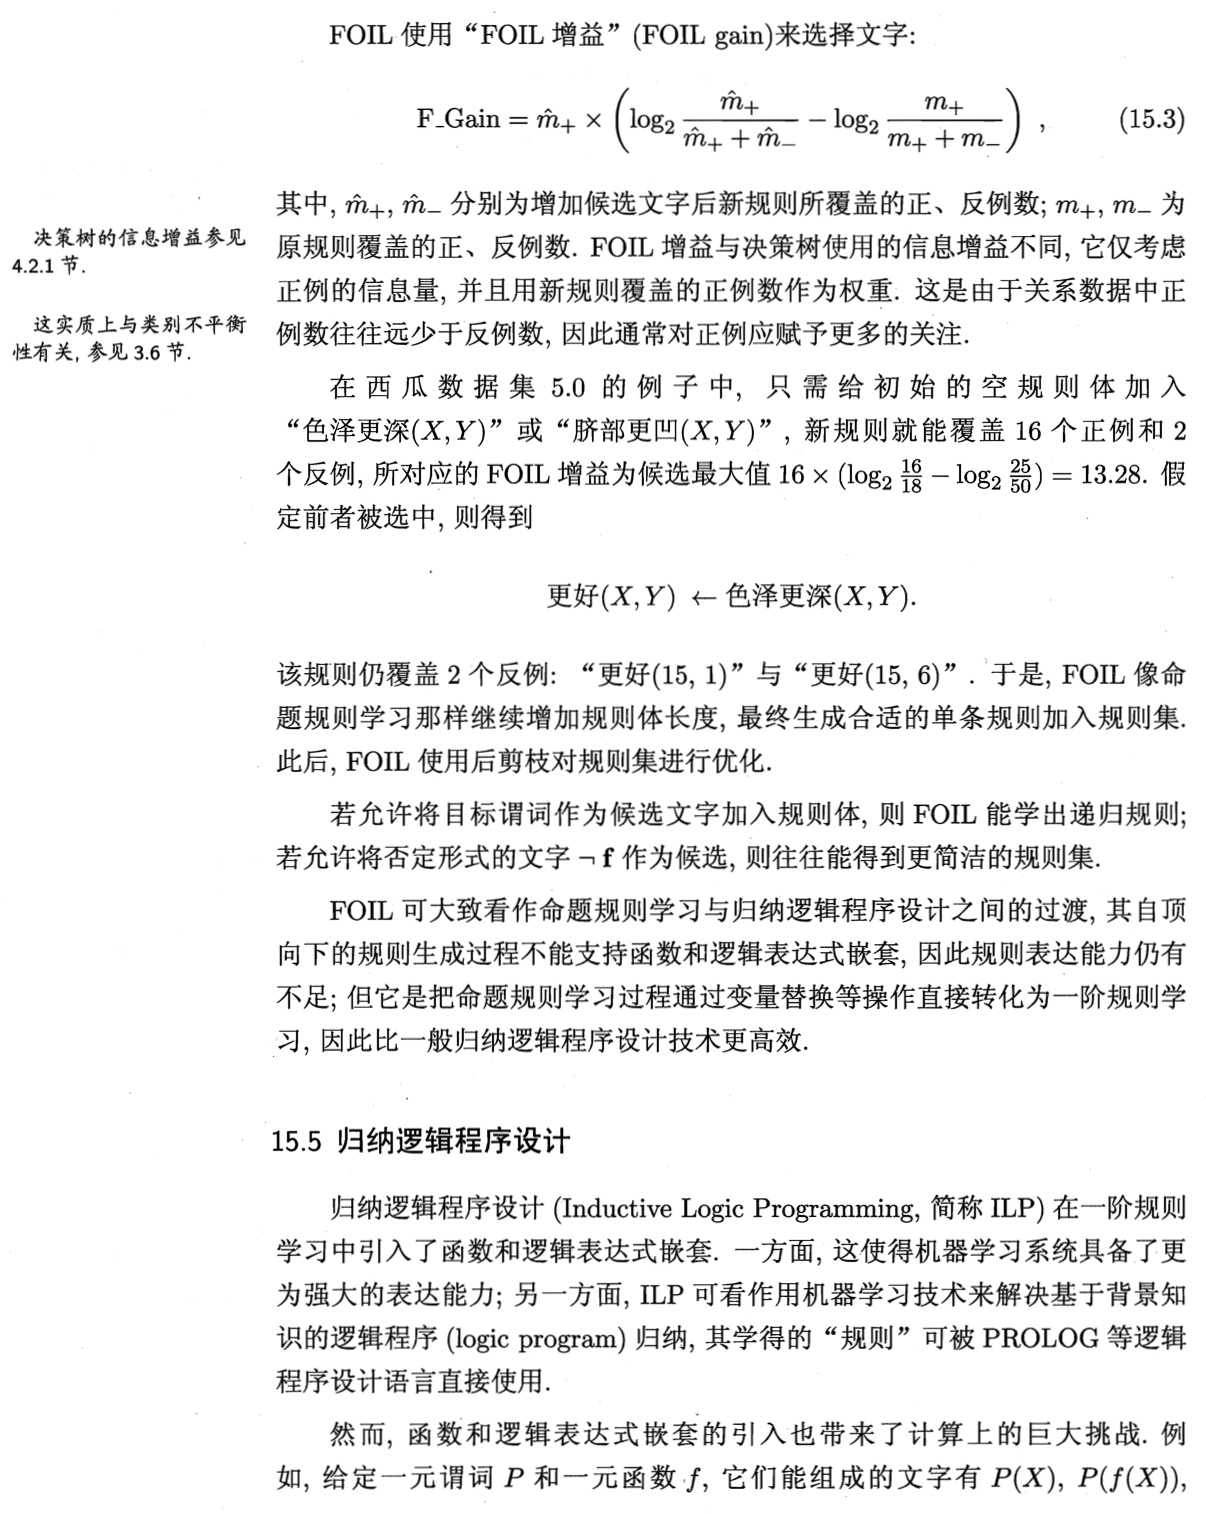 FOIL 使用“FOIL 增益”(FOIL gain)来选择文字:
F_Gain = m̂₊ × (log₂ m̂₊/(m̂₊ + m̂₋) − log₂ m₊/(m₊ + m₋)) , (15.3)
其中, m̂₊, m̂₋ 分别为增加候选文字后新规则所覆盖的正、反例数; m₊, m₋ 为
决策树的信息增益参见
4.2.1 节.
原规则覆盖的正、反例数. FOIL 增益与决策树使用的信息增益不同, 它仅考虑
正例的信息量, 并且用新规则覆盖的正例数作为权重. 这是由于关系数据中正
这实质上与类别不平衡
性有关, 参见 3.6 节.
例数往往远少于反例数, 因此通常对正例应赋予更多的关注.
在西瓜数据集 5.0 的例子中, 只需给初始的空规则体加入
“色泽更深(X, Y)”或“脐部更凹(X, Y)”, 新规则就能覆盖 16 个正例和 2
个反例, 所对应的 FOIL 增益为候选最大值 16 × (log₂ 16/18 − log₂ 25/50) = 13.28. 假
定前者被选中, 则得到
更好(X, Y) ← 色泽更深(X, Y).
该规则仍覆盖 2 个反例: “更好(15, 1)”与“更好(15, 6)”. 于是, FOIL 像命
题规则学习那样继续增加规则体长度, 最终生成合适的单条规则加入规则集.
此后, FOIL 使用后剪枝对规则集进行优化.
若允许将目标谓词作为候选文字加入规则体, 则 FOIL 能学出递归规则;
若允许将否定形式的文字 ¬ f 作为候选, 则往往能得到更简洁的规则集.
FOIL 可大致看作命题规则学习与归纳逻辑程序设计之间的过渡, 其自顶
向下的规则生成过程不能支持函数和逻辑表达式嵌套, 因此规则表达能力仍有
不足; 但它是把命题规则学习过程通过变量替换等操作直接转化为一阶规则学
习, 因此比一般归纳逻辑程序设计技术更高效.
15.5 归纳逻辑程序设计
归纳逻辑程序设计 (Inductive Logic Programming, 简称 ILP) 在一阶规则
学习中引入了函数和逻辑表达式嵌套. 一方面, 这使得机器学习系统具备了更
为强大的表达能力; 另一方面, ILP 可看作用机器学习技术来解决基于背景知
识的逻辑程序 (logic program) 归纳, 其学得的“规则”可被 PROLOG 等逻辑
程序设计语言直接使用.
然而, 函数和逻辑表达式嵌套的引入也带来了计算上的巨大挑战. 例
如, 给定一元谓词 P 和一元函数 f, 它们能组成的文字有 P(X), P(f(X)),